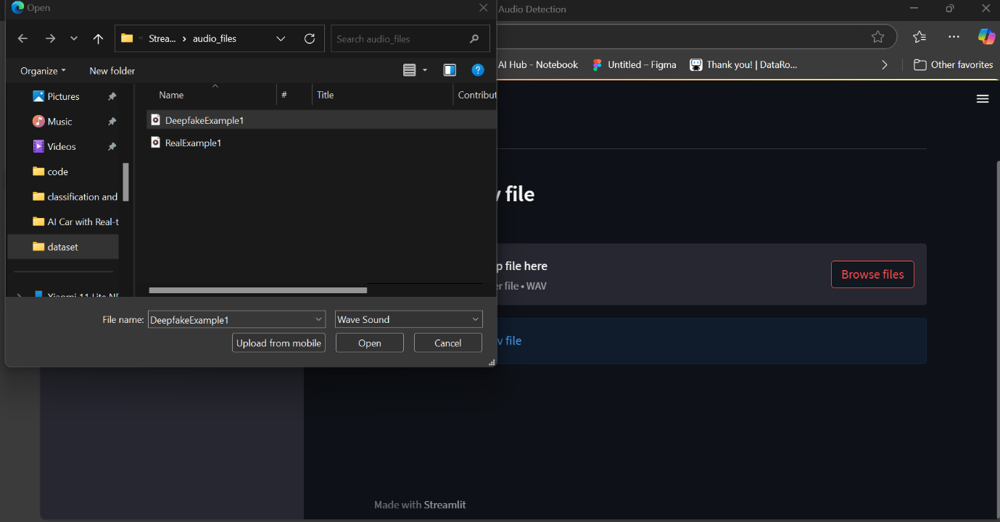 Open
Audio Detection
Strea... > audio_files
Search audio_files
AI Hub - Notebook
Untitled – Figma
Thank you! | DataRo...
Other favorites
Organize
New folder
Name
#
Title
Contribut
Pictures
Music
Videos
code
classification and
AI Car with Real-t
dataset
Xiaomi 11 Lite NE
DeepfakeExample1
RealExample1
File name:
DeepfakeExample1
Wave Sound
Upload from mobile
Open
Cancel
v file
p file here
er file • WAV
Browse files
v file
Made with Streamlit